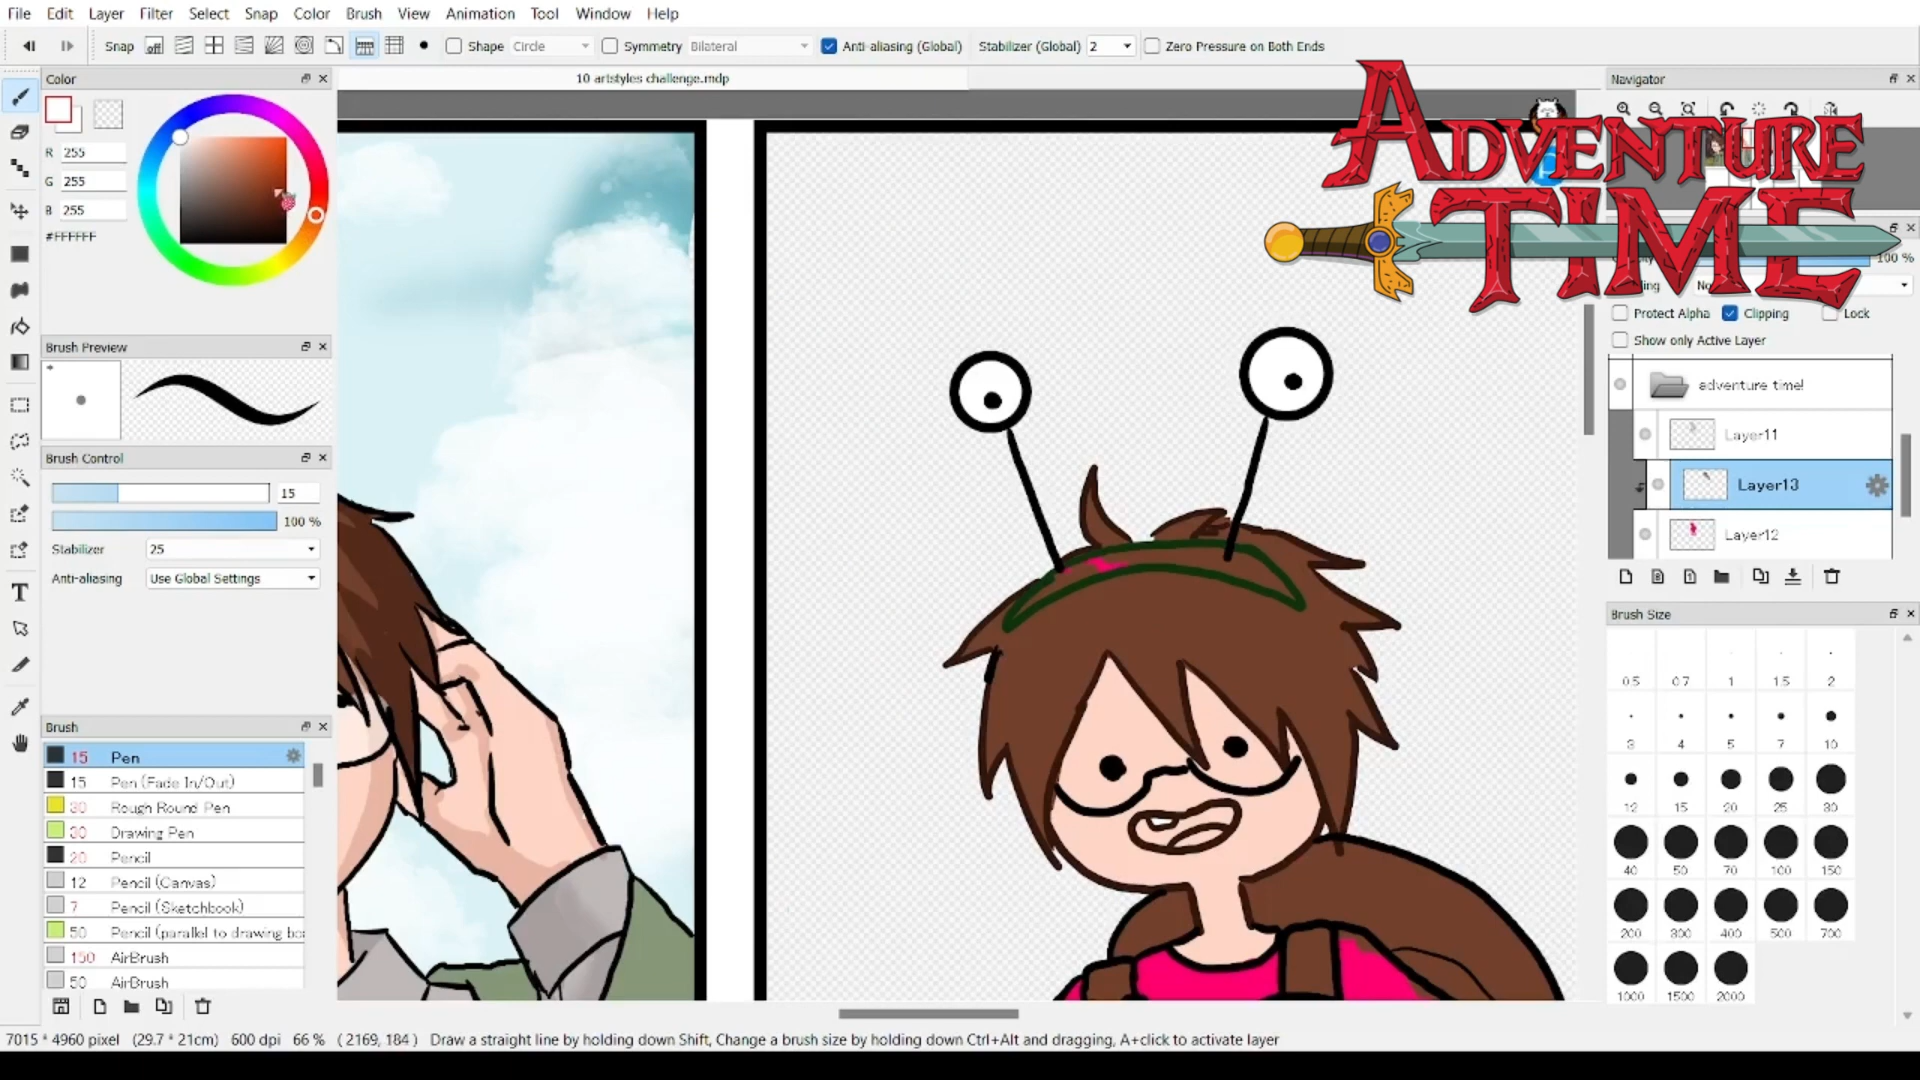 File Edit Layer Filter Select Snap Color Brush View Animation Tool Window Help
Snap off Shape Circle Symmetry Bilateral Anti-aliasing (Global) Stabilizer (Global) 2 Zero Pressure on Both Ends
Color
10 artstyles challenge.mdp
Navigator
ADVENTURE
TIME
R 255
G 255
B 255
#FFFFFF
100 %
Protect Alpha Clipping Lock
Show only Active Layer
Brush Preview
adventure time!
Layer11
Layer13
Layer12
Brush Control
15
100 %
Stabilizer 25
Anti-aliasing Use Global Settings
Brush Size
0.5 0.7 1 1.5 2
3 4 5 7 10
12 15 20 25 30
40 50 70 100 150
200 300 400 500 700
1000 1500 2000
Brush
15 Pen
15 Pen (Fade In/Out)
30 Rough Round Pen
30 Drawing Pen
20 Pencil
12 Pencil (Canvas)
7 Pencil (Sketchbook)
50 Pencil (parallel to drawing bo
150 AirBrush
50 AirBrush
7015 * 4960 pixel (29.7 * 21cm) 600 dpi 66 % ( 2169, 184 ) Draw a straight line by holding down Shift, Change a brush size by holding down Ctrl+Alt and dragging, A+click to activate layer